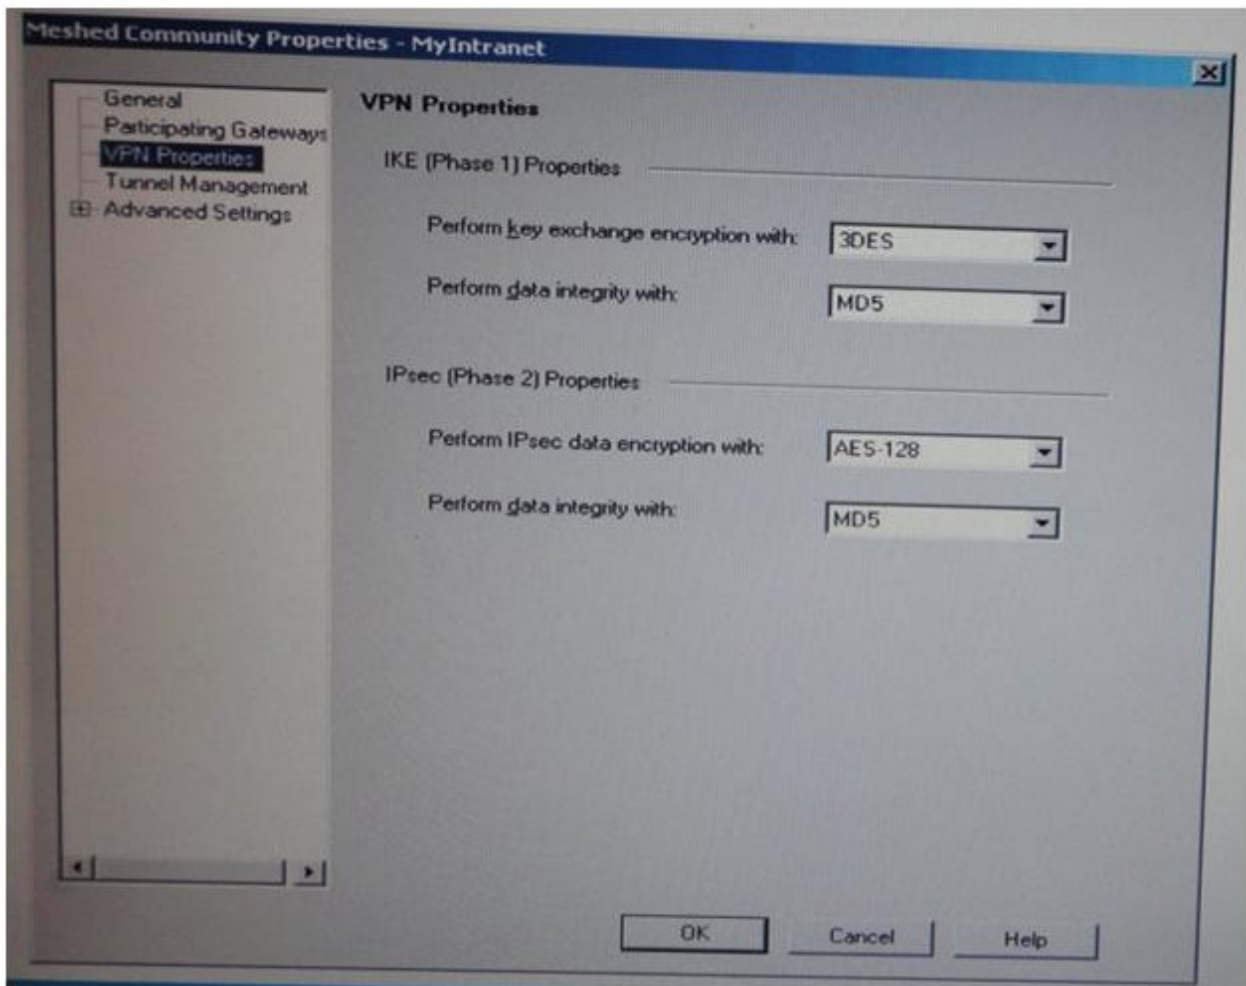 Meshed Community Properties - MyIntranet
General
Participating Gateways
VPN Properties
Tunnel Management
Advanced Settings
VPN Properties
IKE (Phase 1) Properties
Perform key exchange encryption with: 3DES
Perform data integrity with: MD5
IPsec (Phase 2) Properties
Perform IPsec data encryption with: AES-128
Perform data integrity with: MD5
OK Cancel Help